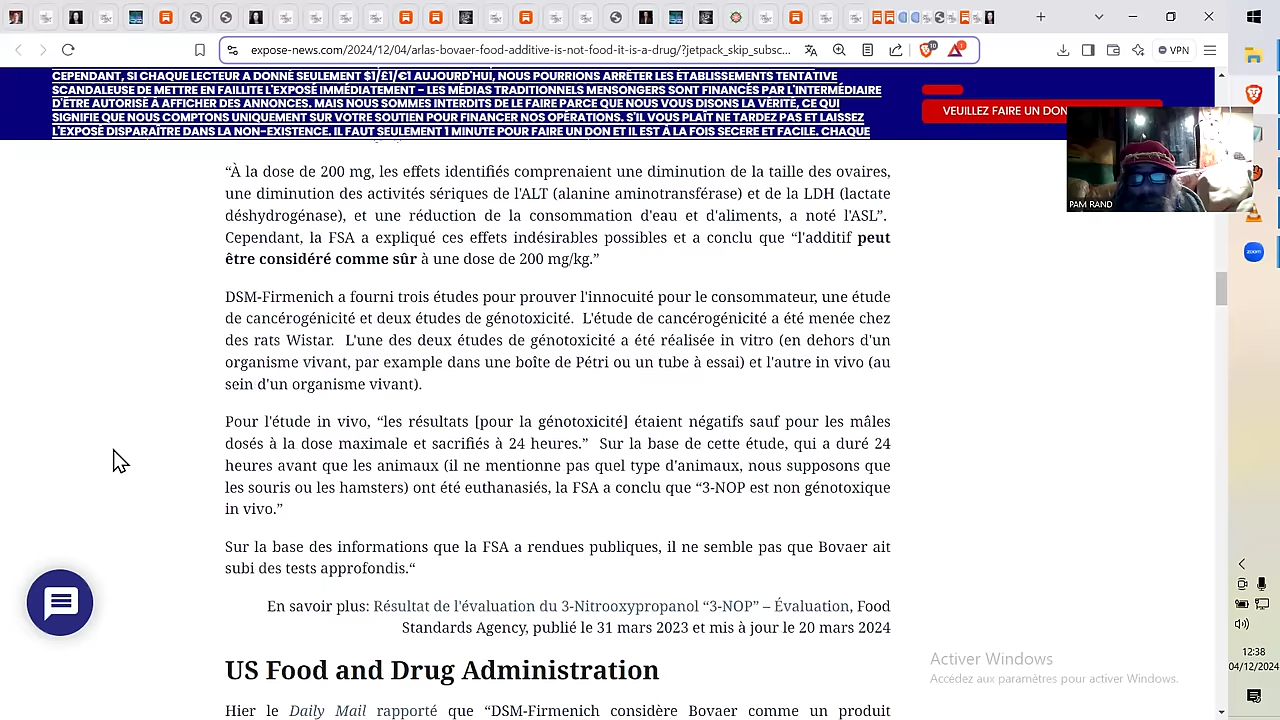 expose-news.com/2024/12/04/arlas-bovaer-food-additive-is-not-food-it-is-a-drug/?jetpack_skip_subsc...
VPN
CEPENDANT, SI CHAQUE LECTEUR A DONNÉ SEULEMENT $1/£1/€1 AUJOURD'HUI, NOUS POURRIONS ARRÊTER LES ÉTABLISSEMENTS TENTATIVE
SCANDALEUSE DE METTRE EN FAILLITE L'EXPOSÉ IMMÉDIATEMENT – LES MÉDIAS TRADITIONNELS MENSONGERS SONT FINANCÉS PAR L'INTERMÉDIAIRE
D'ÊTRE AUTORISÉ À AFFICHER DES ANNONCES. MAIS NOUS SOMMES INTERDITS DE LE FAIRE PARCE QUE NOUS VOUS DISONS LA VÉRITÉ, CE QUI
SIGNIFIE QUE NOUS COMPTONS UNIQUEMENT SUR VOTRE SOUTIEN POUR FINANCER NOS OPÉRATIONS. S'IL VOUS PLAÎT NE TARDEZ PAS ET LAISSEZ
L'EXPOSÉ DISPARAÎTRE DANS LA NON-EXISTENCE. IL FAUT SEULEMENT 1 MINUTE POUR FAIRE UN DON ET IL EST À LA FOIS SECERE ET FACILE. CHAQUE
VEUILLEZ FAIRE UN DON
PAM RAND
“À la dose de 200 mg, les effets identifiés comprenaient une diminution de la taille des ovaires,
une diminution des activités sériques de l'ALT (alanine aminotransférase) et de la LDH (lactate
déshydrogénase), et une réduction de la consommation d'eau et d'aliments, a noté l'ASL”.
Cependant, la FSA a expliqué ces effets indésirables possibles et a conclu que “l'additif peut
être considéré comme sûr à une dose de 200 mg/kg.”
DSM-Firmenich a fourni trois études pour prouver l'innocuité pour le consommateur, une étude
de cancérogénicité et deux études de génotoxicité. L'étude de cancérogénicité a été menée chez
des rats Wistar. L'une des deux études de génotoxicité a été réalisée in vitro (en dehors d'un
organisme vivant, par example dans une boîte de Pétri ou un tube à essai) et l'autre in vivo (au
sein d'un organisme vivant).
Pour l'étude in vivo, “les résultats [pour la génotoxicité] étaient négatifs sauf pour les mâles
dosés à la dose maximale et sacrifiés à 24 heures.” Sur la base de cette étude, qui a duré 24
heures avant que les animaux (il ne mentionne pas quel type d'animaux, nous supposons que
les souris ou les hamsters) ont été euthanasiés, la FSA a conclu que “3-NOP est non génotoxique
in vivo.”
Sur la base des informations que la FSA a rendues publiques, il ne semble pas que Bovaer ait
subi des tests approfondis.“
En savoir plus: Résultat de l'évaluation du 3-Nitrooxypropanol “3-NOP” – Évaluation, Food
Standards Agency, publié le 31 mars 2023 et mis à jour le 20 mars 2024
US Food and Drug Administration
Hier le Daily Mail rapporté que “DSM-Firmenich considère Bovaer comme un produit
Activer Windows
Accédez aux paramètres pour activer Windows.
zoom
12:38
04/12/2024